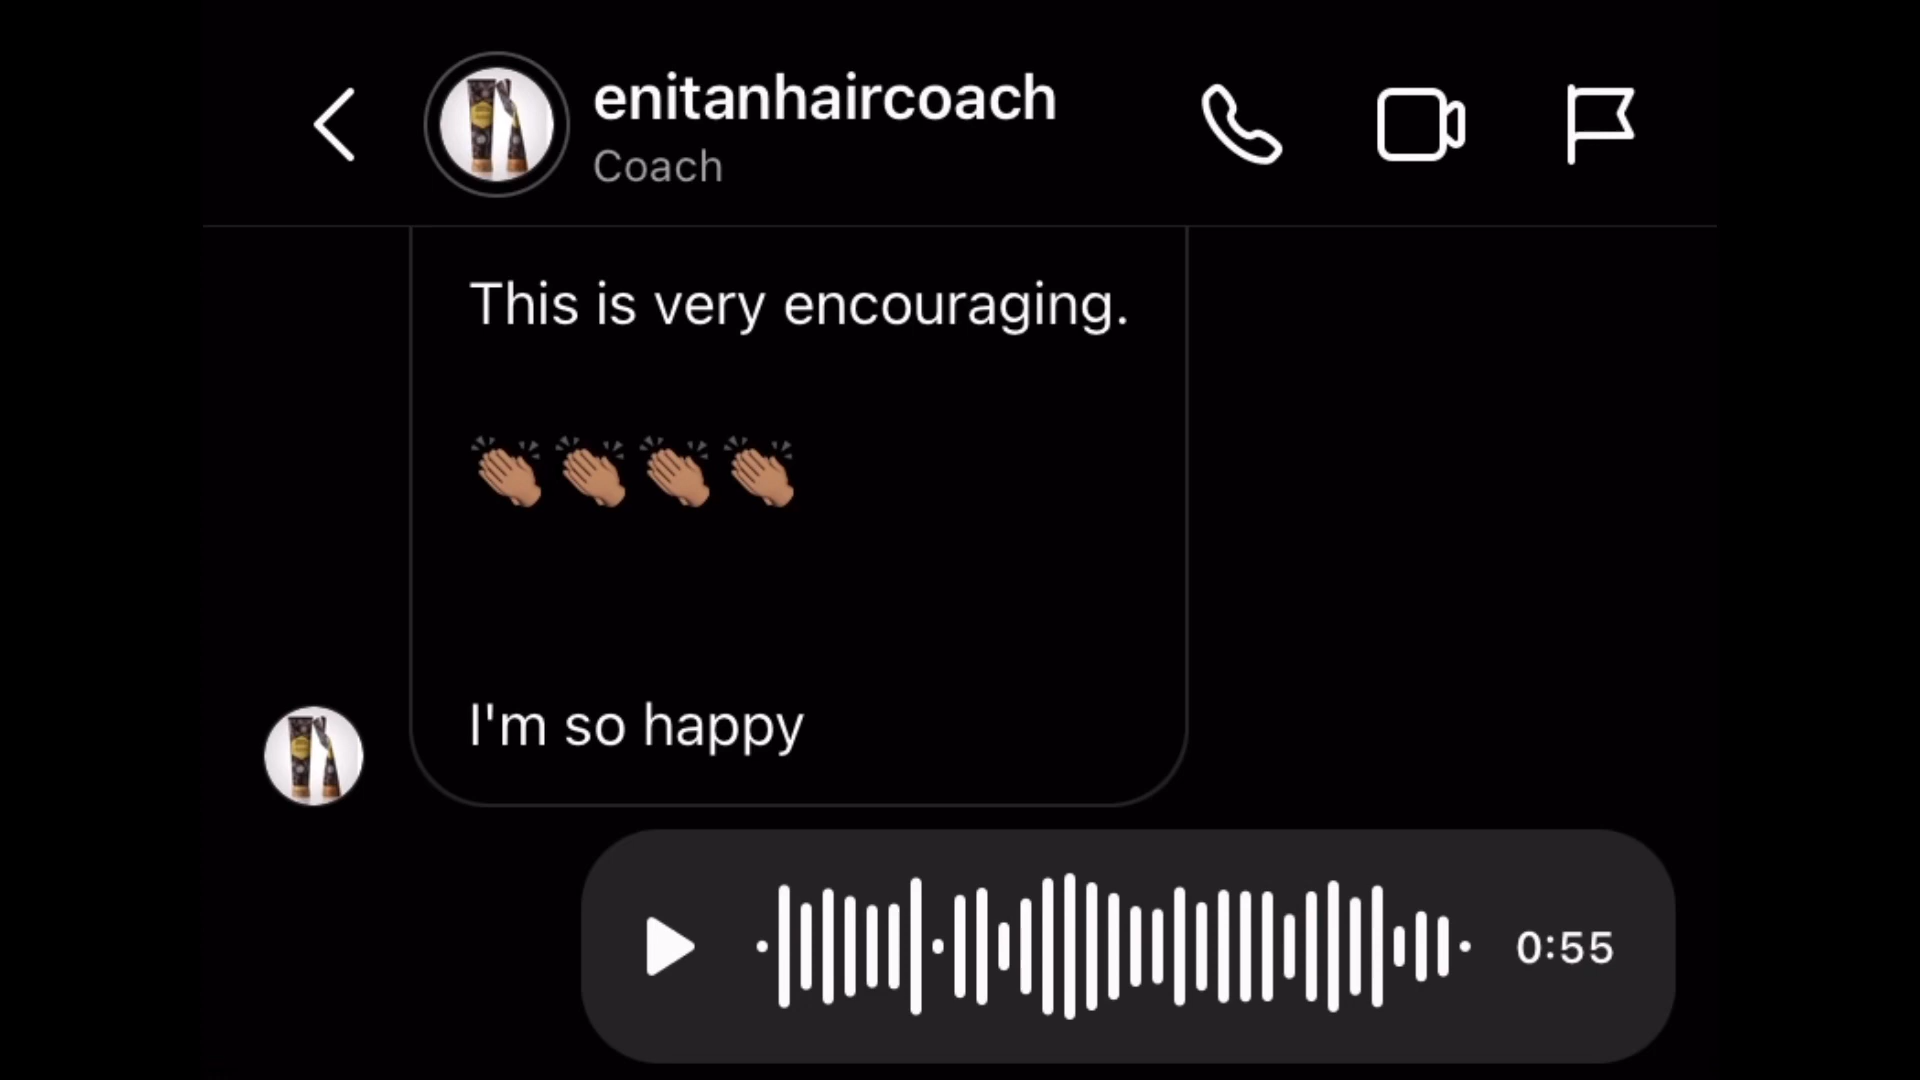 enitanhaircoach
Coach
This is very encouraging.
👏🏽👏🏽👏🏽👏🏽
I'm so happy
0:55